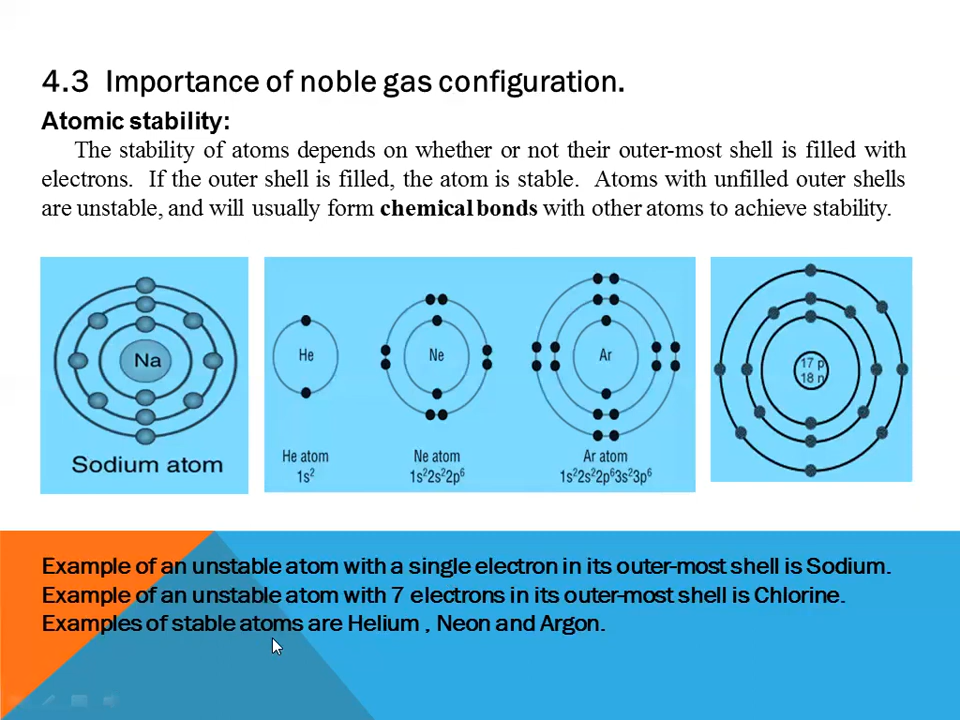 4.3 Importance of noble gas configuration.
Atomic stability:
The stability of atoms depends on whether or not their outer-most shell is filled with
electrons. If the outer shell is filled, the atom is stable. Atoms with unfilled outer shells
are unstable, and will usually form chemical bonds with other atoms to achieve stability.
Na
Sodium atom
He
Ne
Ar
He atom
1s²
Ne atom
1s²2s²2p⁶
Ar atom
1s²2s²2p⁶3s²3p⁶
17 p
18 n
Example of an unstable atom with a single electron in its outer-most shell is Sodium.
Example of an unstable atom with 7 electrons in its outer-most shell is Chlorine.
Examples of stable atoms are Helium , Neon and Argon.